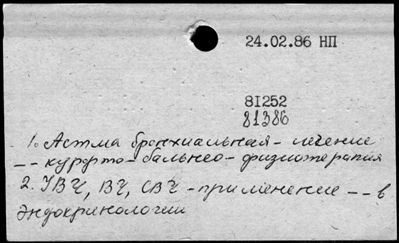 24.02.86 НП
81252
81386
1. Астма бронхиальная - лечение
-- курорто-бальнео-физиотерапия
2. УВЧ, ВЧ, СВЧ - применение -- в
эндокринологии